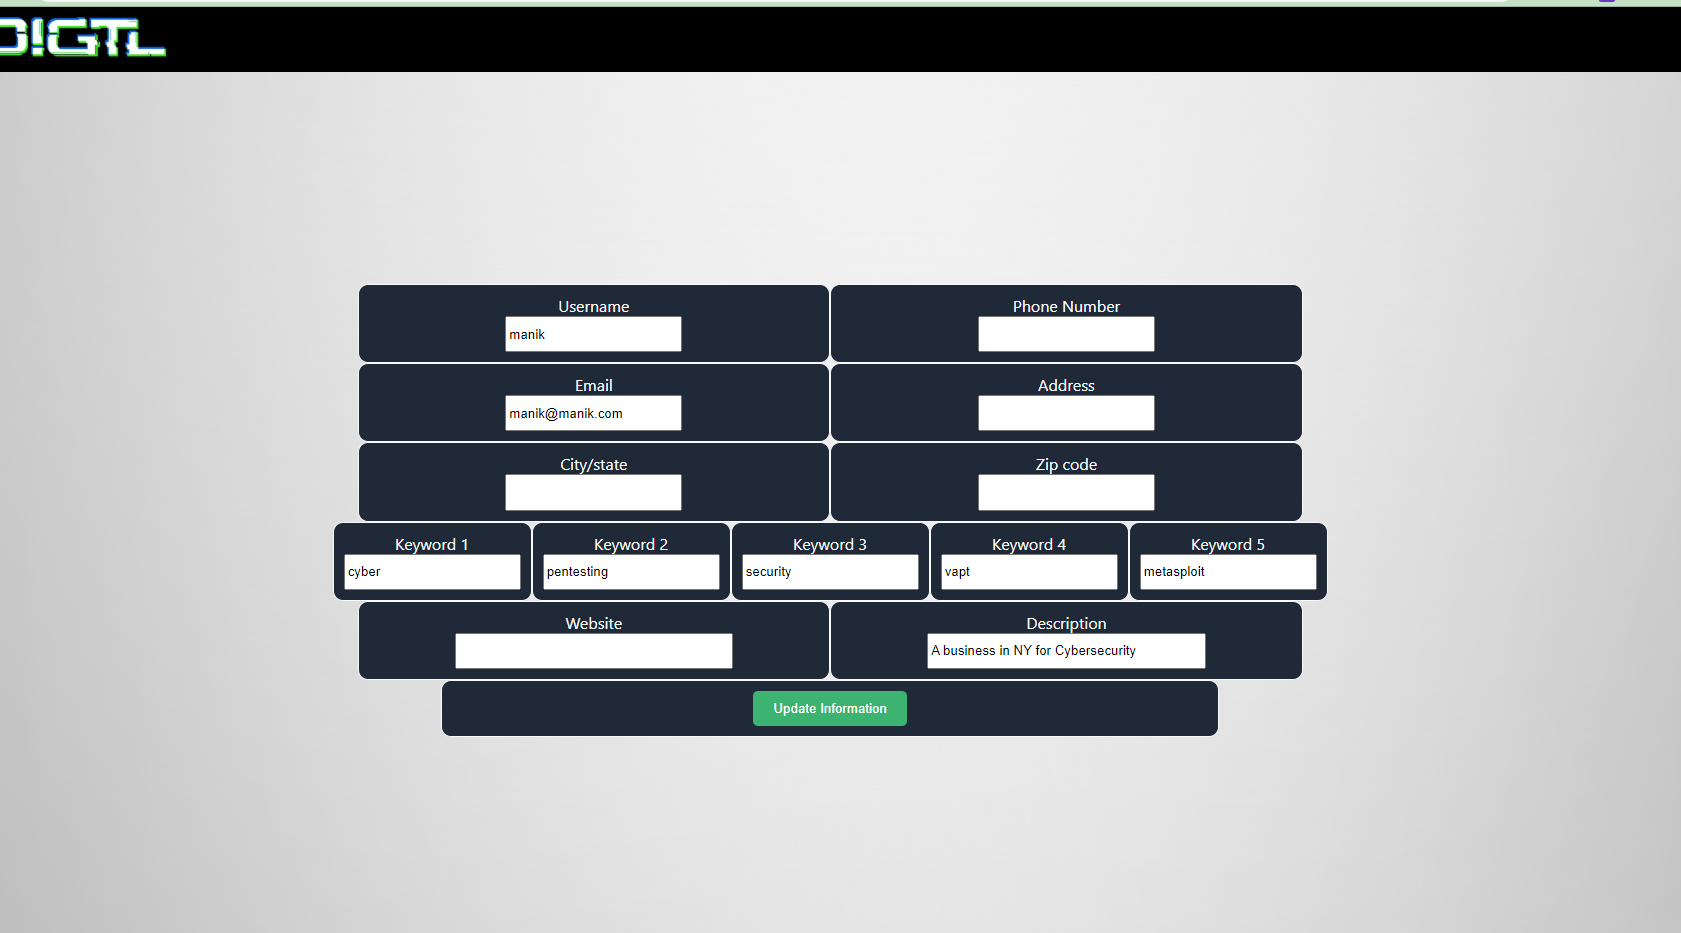 D!GTL
Username Phone Number
manik
Email Address
manik@manik.com
City/state Zip code
Keyword 1 Keyword 2 Keyword 3 Keyword 4 Keyword 5
cyber pentesting security vapt metasploit
Website Description
A business in NY for Cybersecurity
Update Information